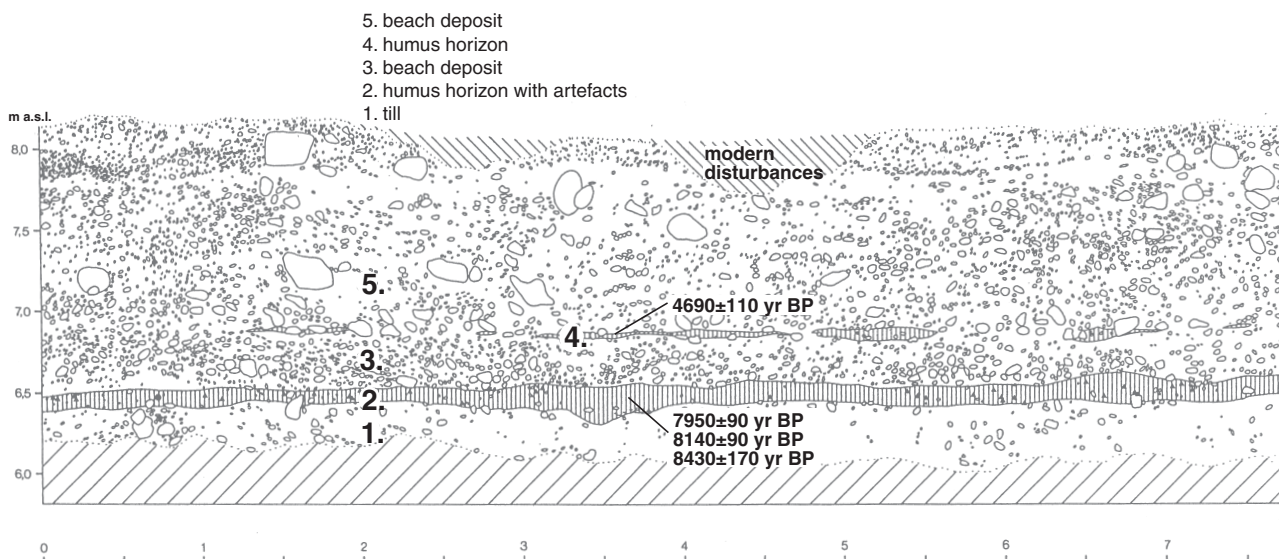 5. beach deposit
4. humus horizon
3. beach deposit
2. humus horizon with artefacts
1. till
m a.s.l.
8,0
modern
disturbances
7,5
5.
7,0
4690±110 yr BP
4.
3.
6,5
2.
7950±90 yr BP
8140±90 yr BP
8430±170 yr BP
1.
6,0
0 1 2 3 4 5 6 7